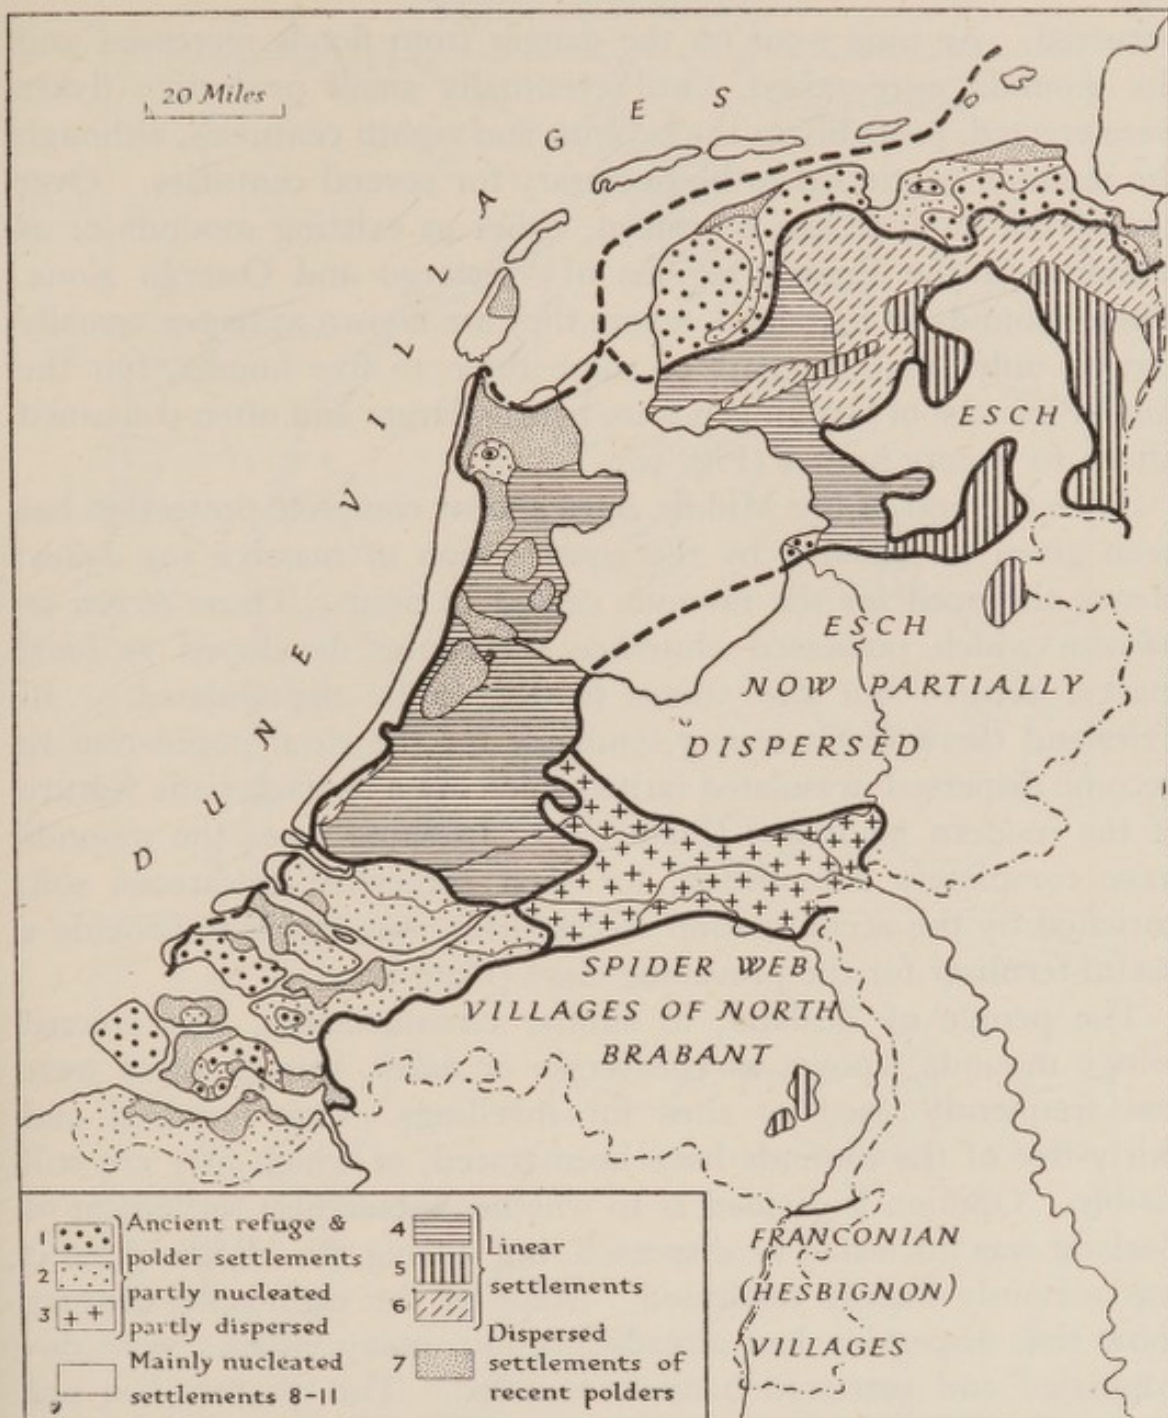 20 Miles
DUNE VILLAGES
ESCH
ESCH
NOW PARTIALLY
DISPERSED
SPIDER WEB
VILLAGES OF NORTH
BRABANT
FRANCONIAN
(HESBIGNON)
VILLAGES
1
2
3
Ancient refuge &
polder settlements
partly nucleated
partly dispersed
Mainly nucleated
settlements 8-11
4
5
6
Linear
settlements
7
Dispersed
settlements of
recent polders